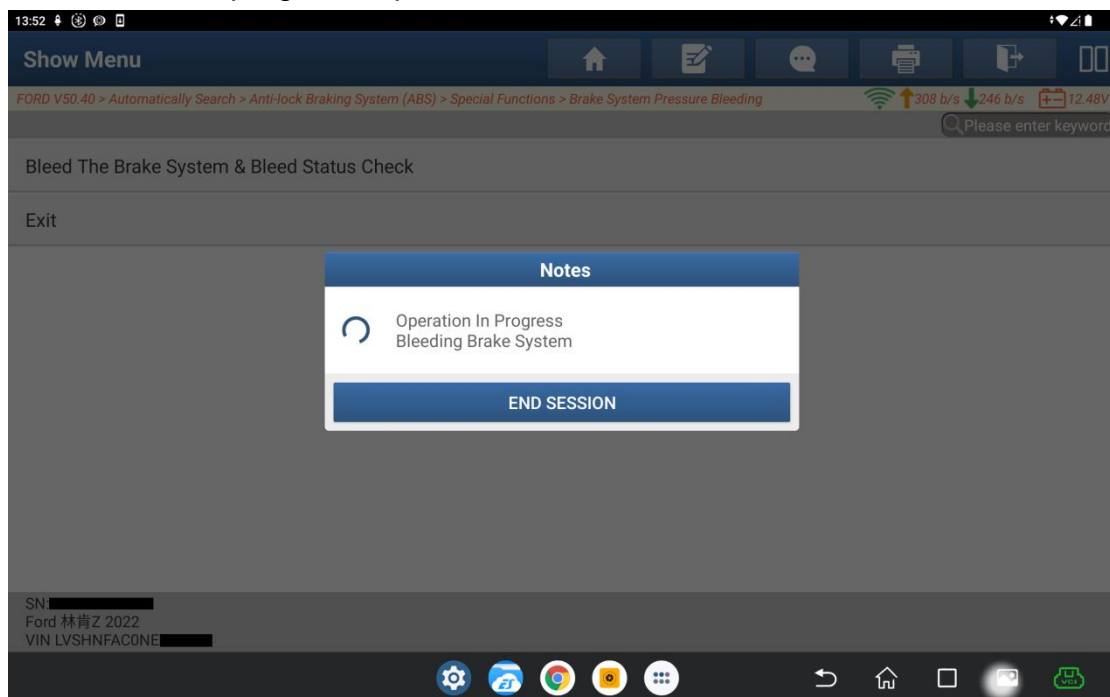 13:52
Show Menu
FORD V50.40 > Automatically Search > Anti-lock Braking System (ABS) > Special Functions > Brake System Pressure Bleeding
308 b/s 246 b/s 12.48V
Please enter keyword
Bleed The Brake System & Bleed Status Check
Exit
Notes
Operation In Progress
Bleeding Brake System
END SESSION
SN:
Ford 林肯Z 2022
VIN LVSHNFAC0NE
ES
VCI